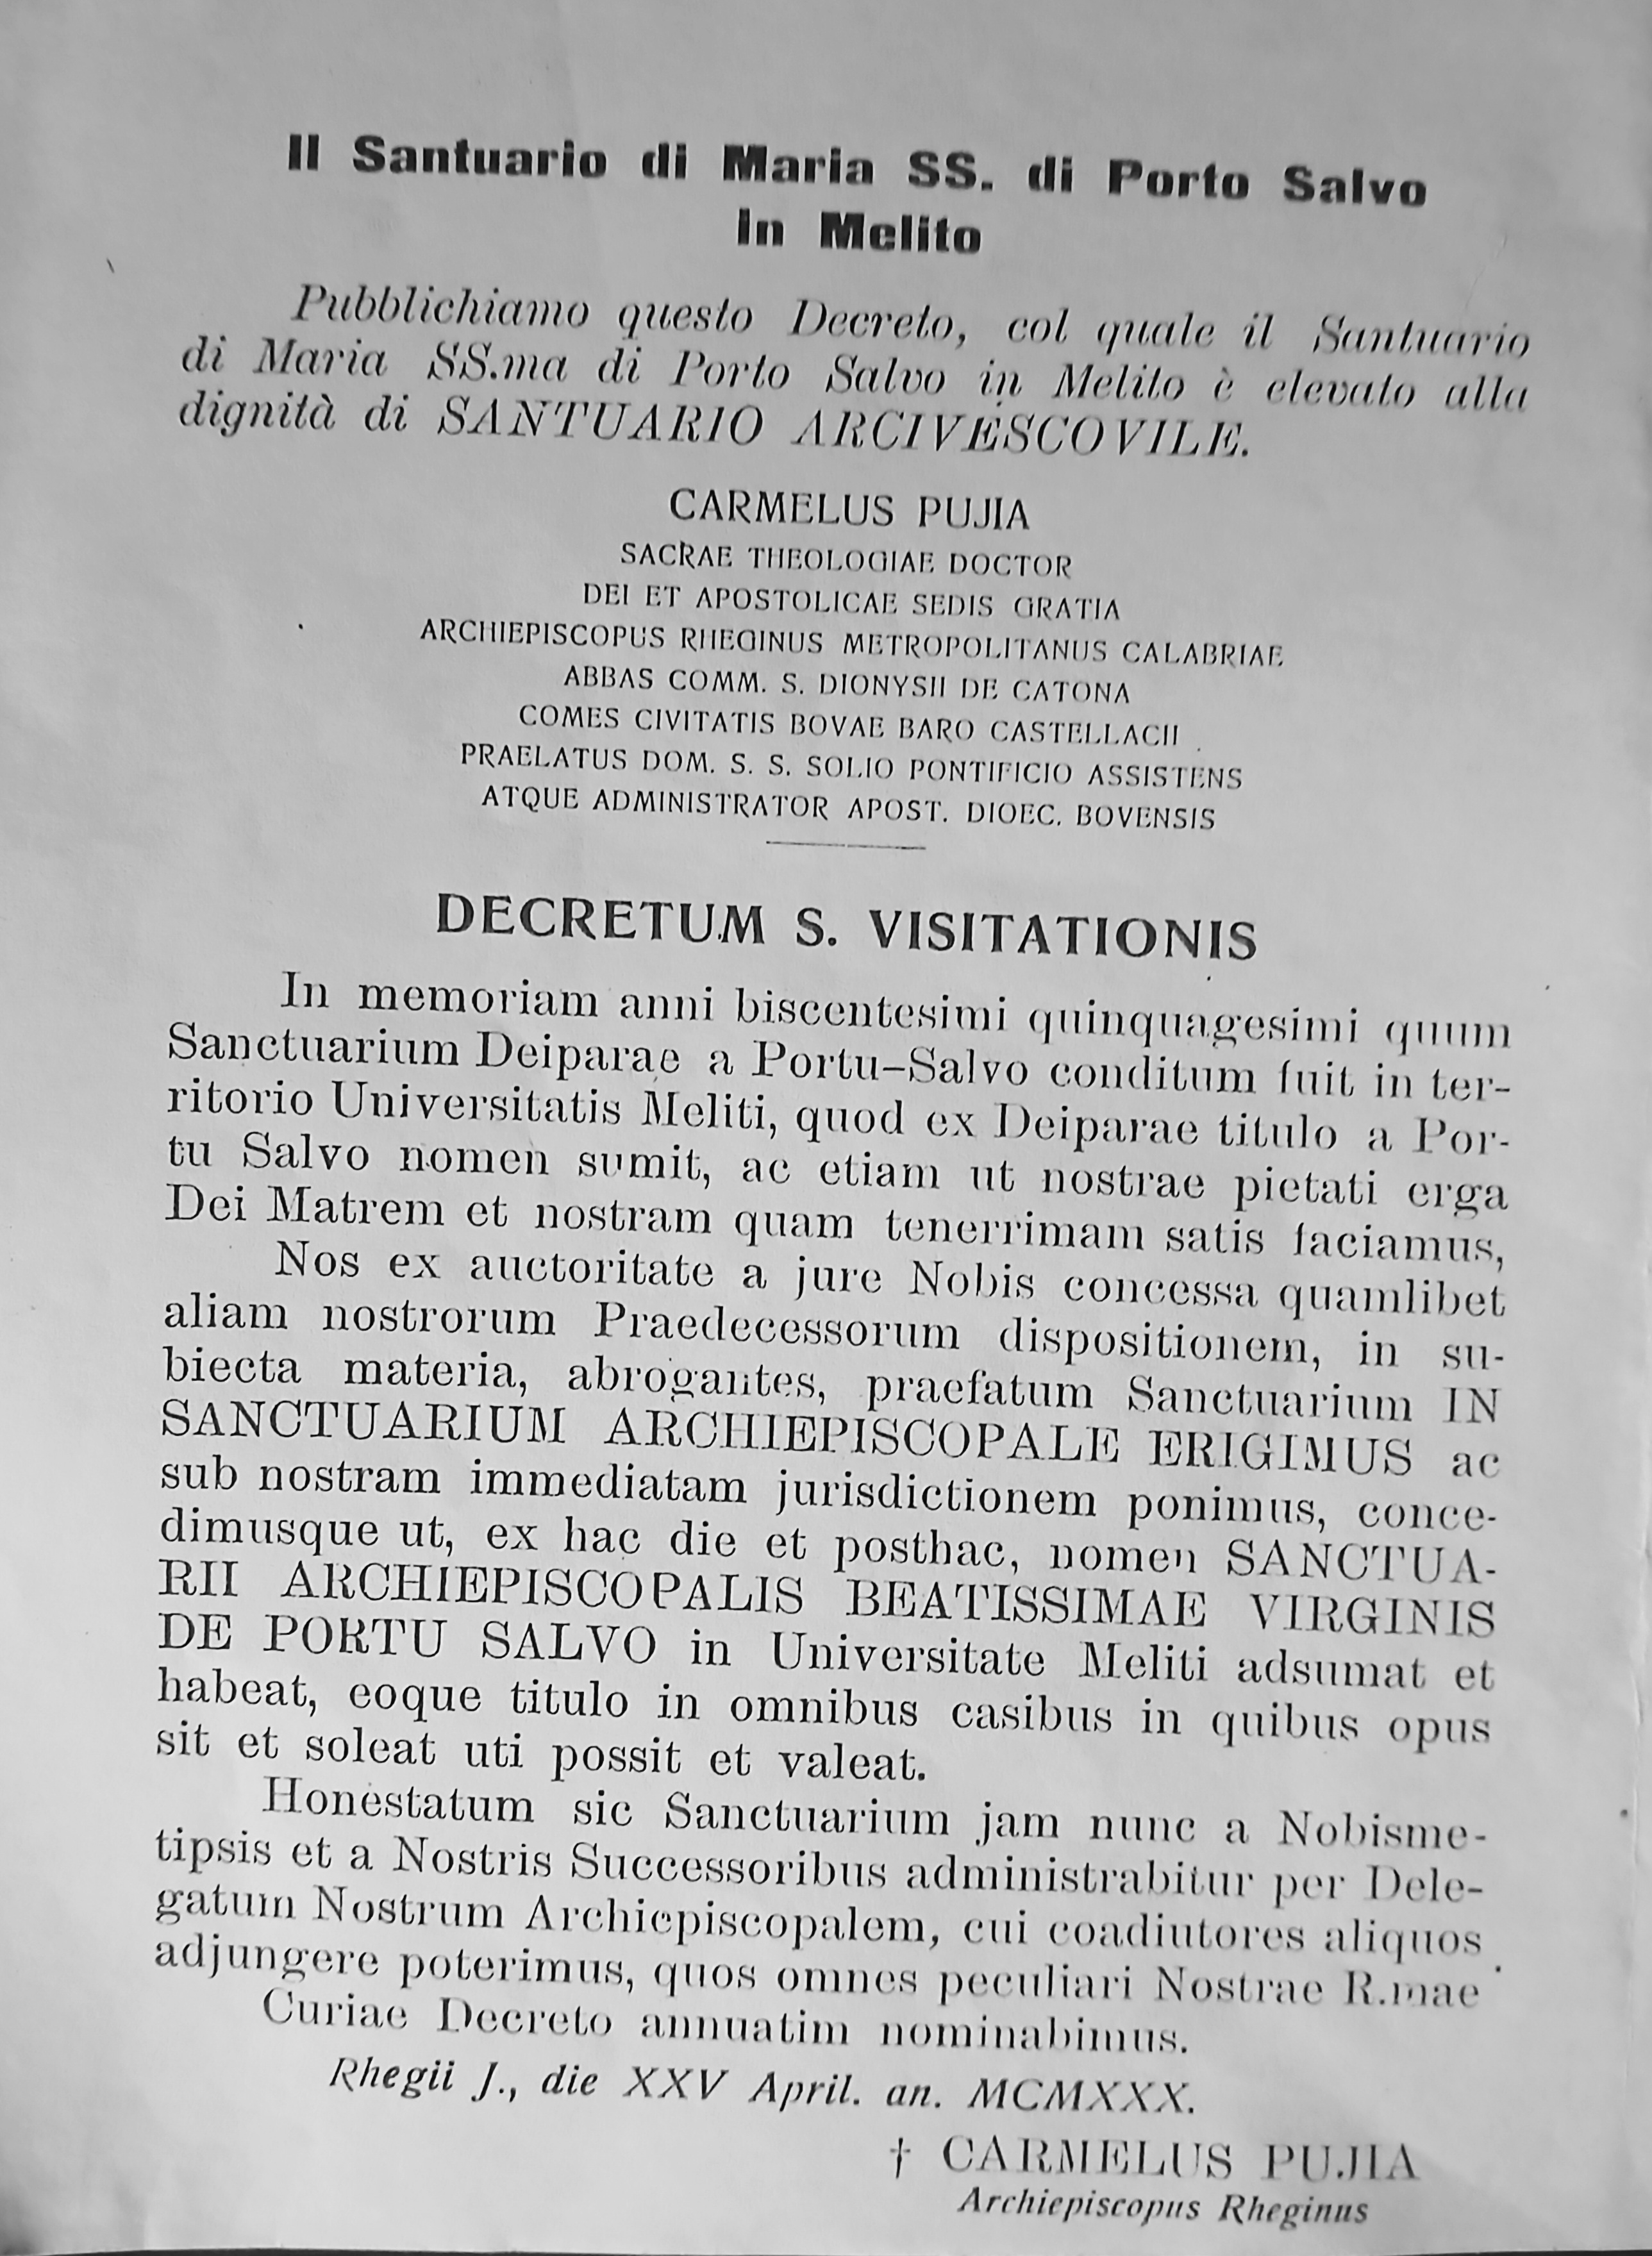 Il Santuario di Maria SS. di Porto Salvo
in Melito
Pubblichiamo questo Decreto, col quale il Santuario
di Maria SS.ma di Porto Salvo in Melito è elevato alla
dignità di SANTUARIO ARCIVESCOVILE.
CARMELUS PUJIA
SACRAE THEOLOGIAE DOCTOR
DEI ET APOSTOLICAE SEDIS GRATIA
ARCHIEPISCOPUS RHEGINUS METROPOLITANUS CALABRIAE
ABBAS COMM. S. DIONYSII DE CATONA
COMES CIVITATIS BOVAE BARO CASTELLACII
PRAELATUS DOM. S. S. SOLIO PONTIFICIO ASSISTENS
ATQUE ADMINISTRATOR APOST. DIOEC. BOVENSIS
DECRETUM S. VISITATIONIS
In memoriam anni biscentesimi quinquagesimi quum
Sanctuarium Deiparae a Portu-Salvo conditum fuit in ter-
ritorio Universitatis Meliti, quod ex Deiparae titulo a Por-
tu Salvo nomen sumit, ac etiam ut nostrae pietati erga
Dei Matrem et nostram quam tenerrimam satis faciamus,
Nos ex auctoritate a jure Nobis concessa quamlibet
aliam nostrorum Praedecessorum dispositionem, in su-
biecta materia, abrogantes, praefatum Sanctuarium IN
SANCTUARIUM ARCHIEPISCOPALE ERIGIMUS ac
sub nostram immediatam jurisdictionem ponimus, conce-
dimusque ut, ex hac die et posthac, nomen SANCTUA-
RII ARCHIEPISCOPALIS BEATISSIMAE VIRGINIS
DE PORTU SALVO in Universitate Meliti adsumat et
habeat, eoque titulo in omnibus casibus in quibus opus
sit et soleat uti possit et valeat.
Honestatum sic Sanctuarium jam nunc a Nobisme-
tipsis et a Nostris Successoribus administrabitur per Dele-
gatum Nostrum Archiepiscopalem, cui coadiutores aliquos
adjungere poterimus, quos omnes peculiari Nostrae R.mae
Curiae Decreto annuatim nominabimus.
Rhegii J., die XXV April. an. MCMXXX.
† CARMELUS PUJIA
Archiepiscopus Rheginus